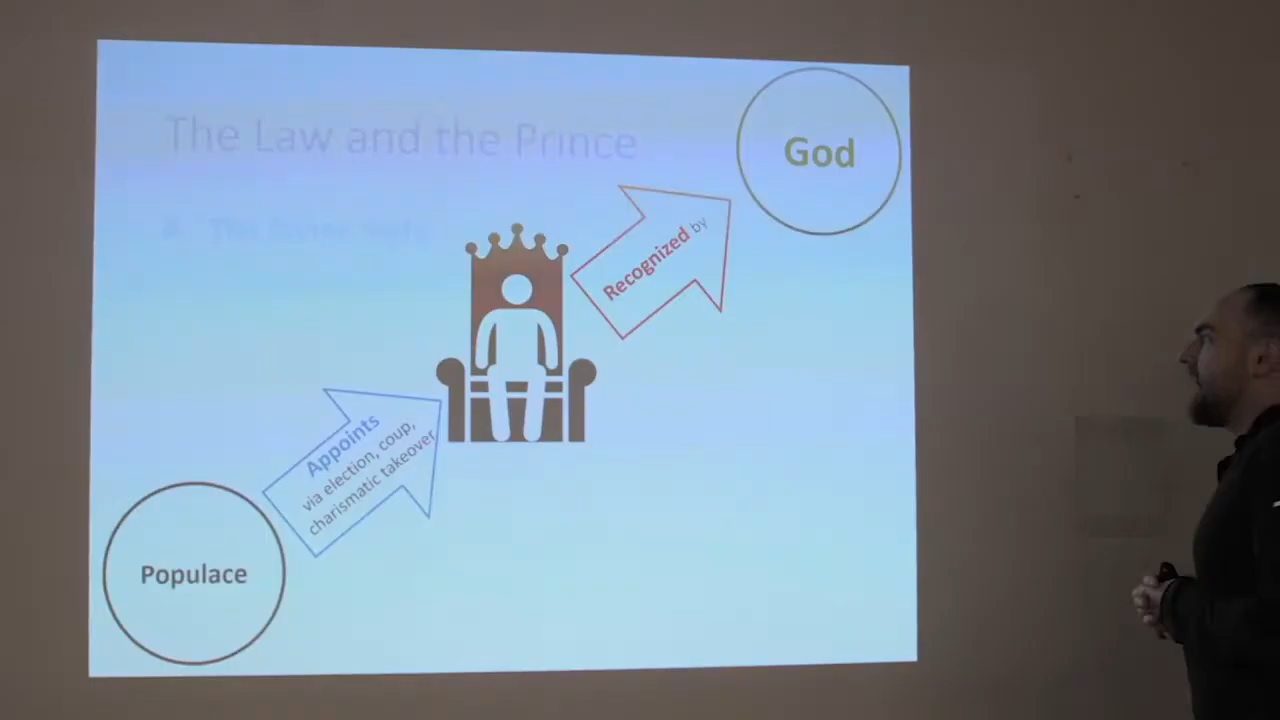 The Law and the Prince
God
Recognized by
Appoints
via election, coup,
charismatic takeover
Populace